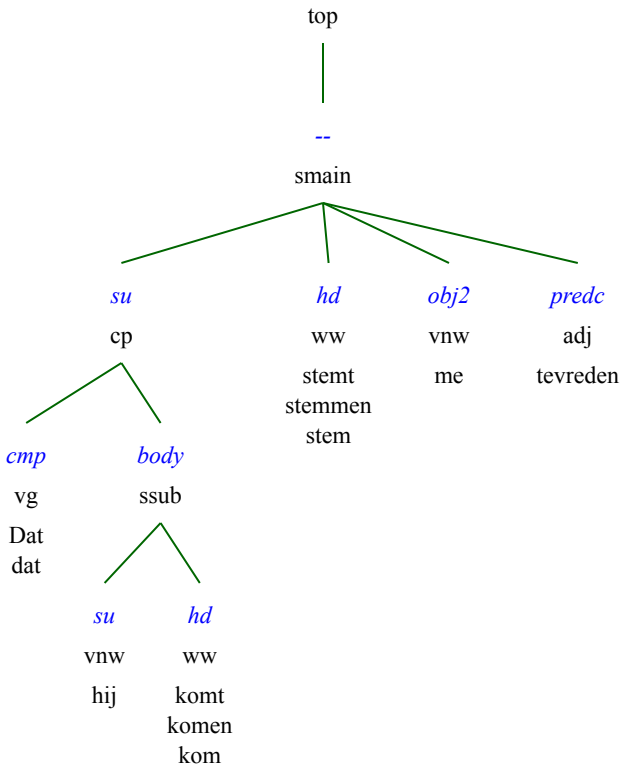 top
--
smain
su hd obj2 predc
cp ww vnw adj
stemt me tevreden
stemmen
stem
cmp body
vg ssub
Dat
dat
su hd
vnw ww
hij komt
komen
kom